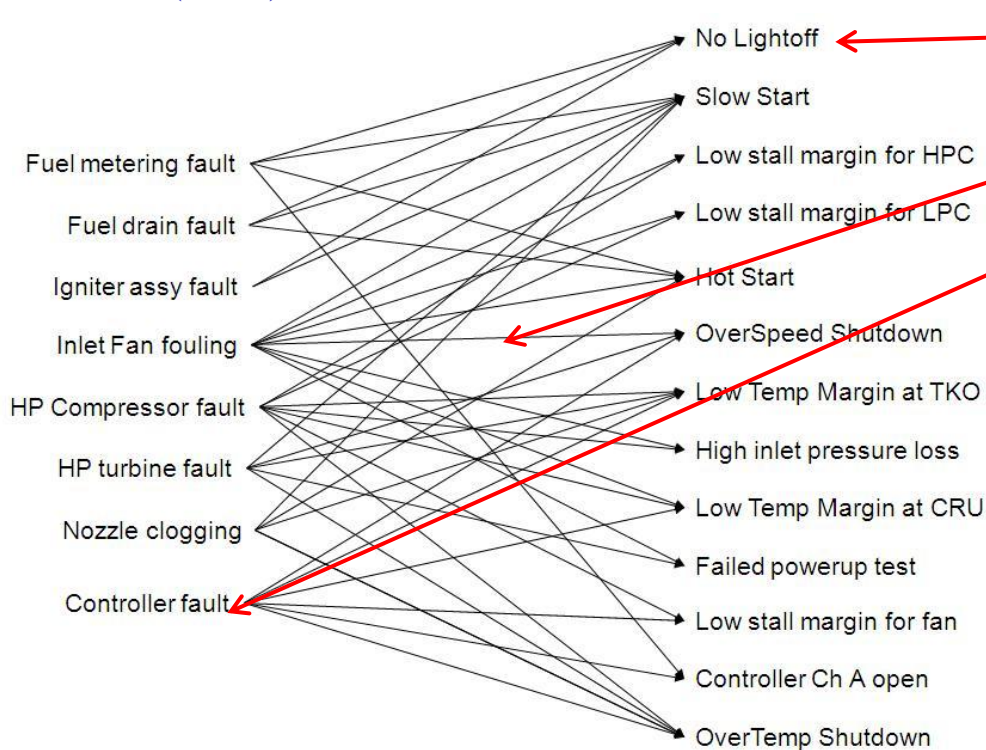 No Lightoff
Slow Start
Fuel metering fault
Low stall margin for HPC
Fuel drain fault
Low stall margin for LPC
Igniter assy fault
Hot Start
Inlet Fan fouling
OverSpeed Shutdown
HP Compressor fault
Low Temp Margin at TKO
HP turbine fault
High inlet pressure loss
Nozzle clogging
Low Temp Margin at CRU
Failed powerup test
Controller fault
Low stall margin for fan
Controller Ch A open
OverTemp Shutdown